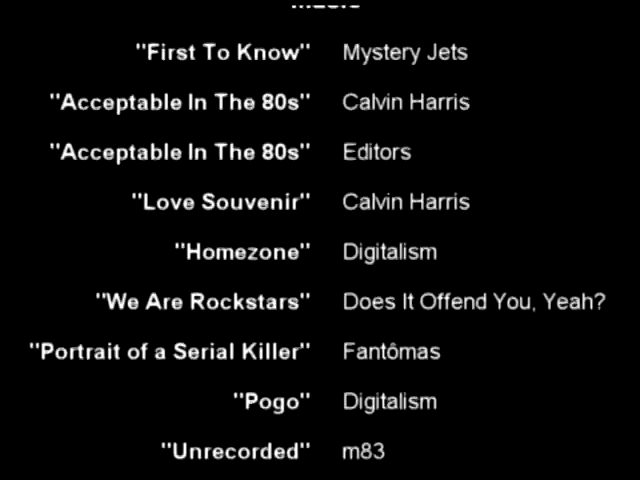 "First To Know" Mystery Jets
"Acceptable In The 80s" Calvin Harris
"Acceptable In The 80s" Editors
"Love Souvenir" Calvin Harris
"Homezone" Digitalism
"We Are Rockstars" Does It Offend You, Yeah?
"Portrait of a Serial Killer" Fantômas
"Pogo" Digitalism
"Unrecorded" m83